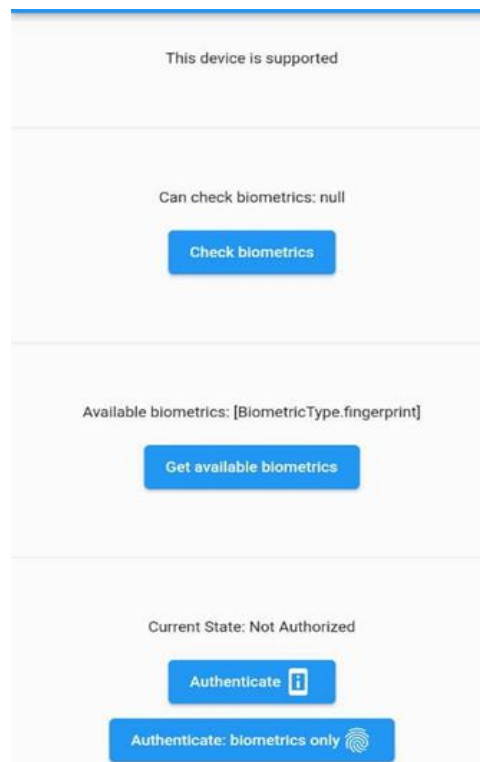 This device is supported
Can check biometrics: null
Check biometrics
Available biometrics: [BiometricType.fingerprint]
Get available biometrics
Current State: Not Authorized
Authenticate
Authenticate: biometrics only